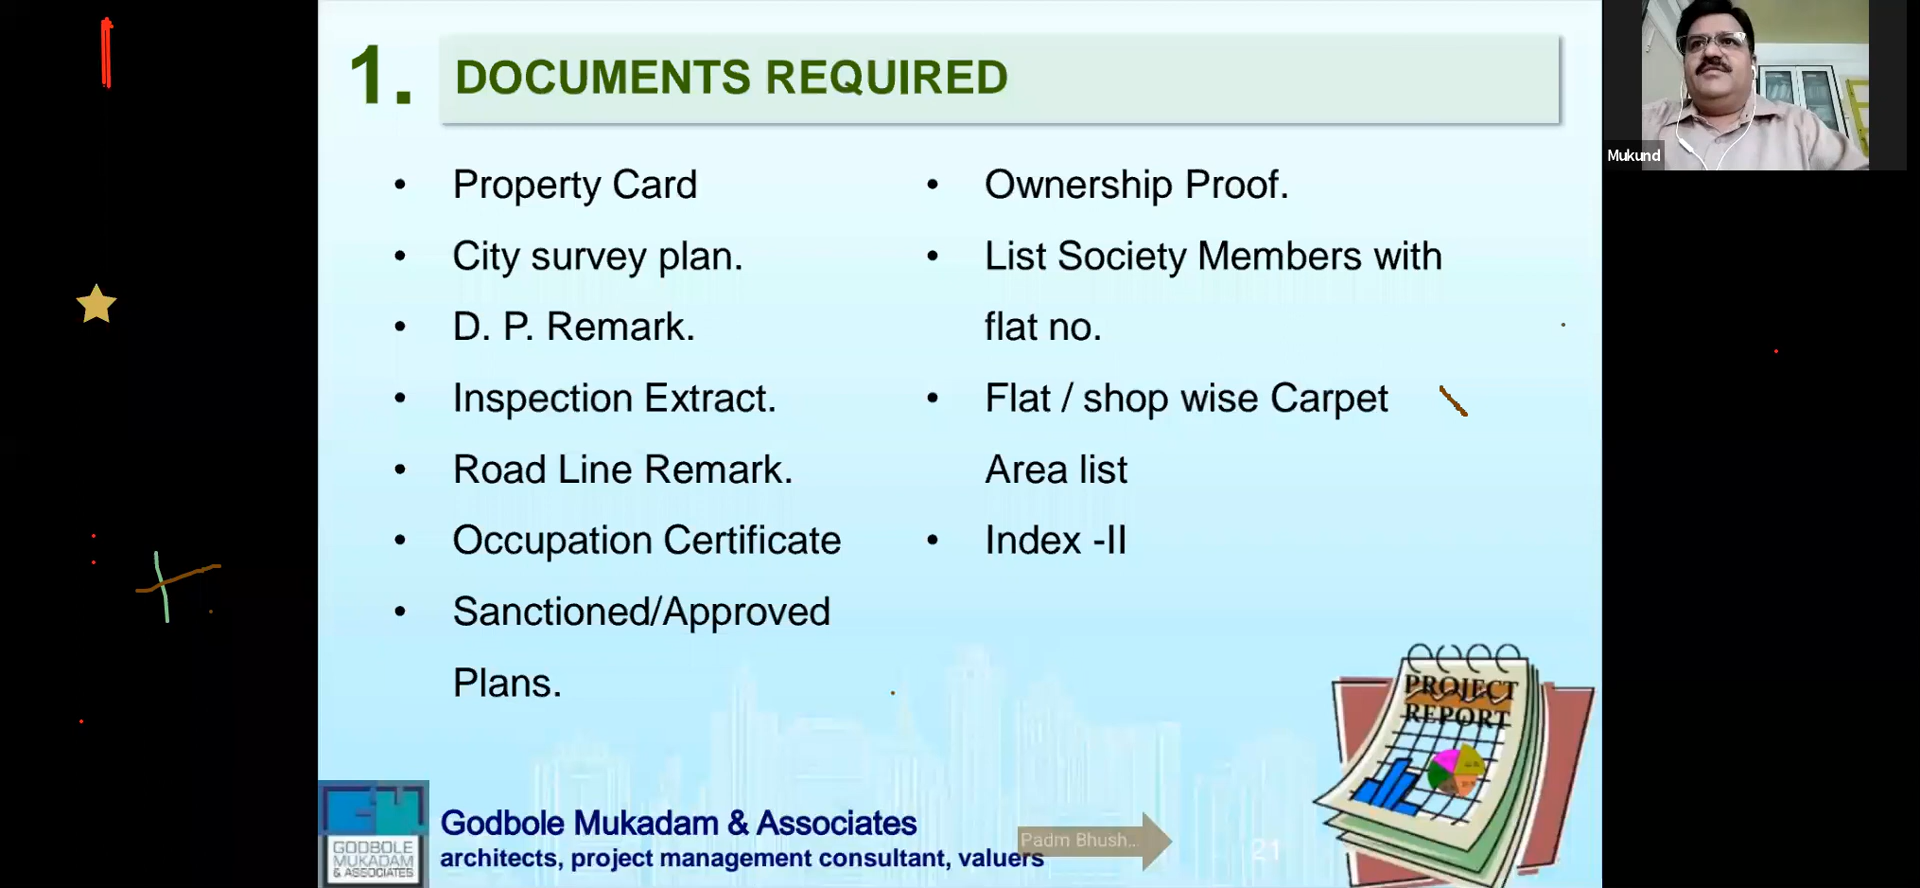 1. DOCUMENTS REQUIRED
Mukund
• Property Card
• City survey plan.
• D. P. Remark.
• Inspection Extract.
• Road Line Remark.
• Occupation Certificate
• Sanctioned/Approved
Plans.
• Ownership Proof.
• List Society Members with
flat no.
• Flat / shop wise Carpet
Area list
• Index -II
PROJECT
REPORT
GODBOLE
MUKADAM
& ASSOCIATES
Godbole Mukadam & Associates
architects, project management consultant, valuers
Padm Bhush...
21